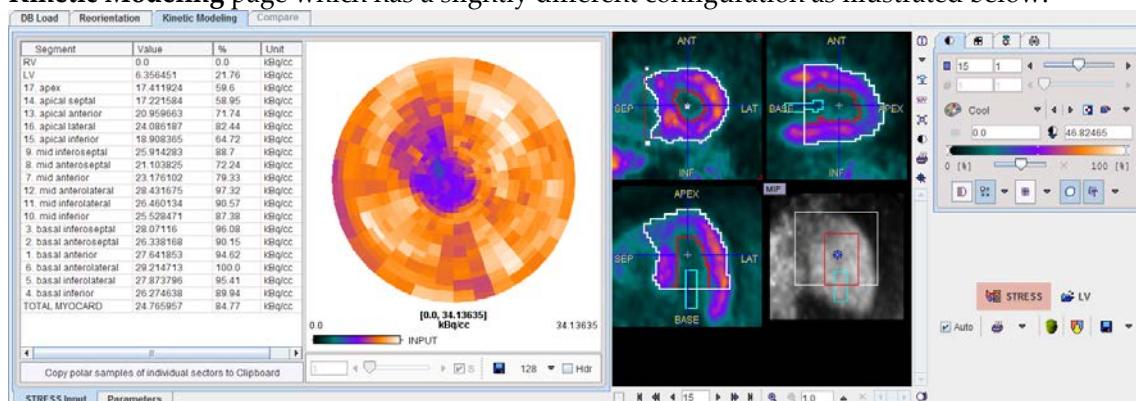 Kinetic Modeling page which has a slightly different configuration as illustrated below.
DB Load Reorientation Kinetic Modeling Compare
Segment Value % Unit
RV 0.0 0.0 kBq/cc
LV 6.356451 21.76 kBq/cc
17. apex 17.411924 59.6 kBq/cc
14. apical septal 17.221584 58.95 kBq/cc
13. apical anterior 20.959663 71.74 kBq/cc
16. apical lateral 24.086187 82.44 kBq/cc
15. apical inferior 18.908365 64.72 kBq/cc
9. mid inferoseptal 25.914283 88.7 kBq/cc
8. mid anteroseptal 21.103825 72.24 kBq/cc
7. mid anterior 23.176102 79.33 kBq/cc
12. mid anterolateral 28.431675 97.32 kBq/cc
11. mid inferolateral 26.460134 90.57 kBq/cc
10. mid inferior 25.528471 87.38 kBq/cc
3. basal inferoseptal 28.07116 96.08 kBq/cc
2. basal anteroseptal 26.338168 90.15 kBq/cc
1. basal anterior 27.641853 94.62 kBq/cc
6. basal anterolateral 29.214713 100.0 kBq/cc
5. basal inferolateral 27.873796 95.41 kBq/cc
4. basal inferior 26.274638 89.94 kBq/cc
TOTAL MYOCARD 24.765957 84.77 kBq/cc
Copy polar samples of individual sectors to Clipboard
STRESS Input Parameters
[0.0, 34.13635]
0.0 kBq/cc 34.13635
INPUT
1 S 128 Hdr
ANT
SEP LAT
INF
ANT
BASE APEX
INF
APEX
SEP LAT
BASE
MIP
15 1.0
15 1
1 1
Cool
0.0 46.82465
0 [%] 100 [%]
STRESS LV
Auto